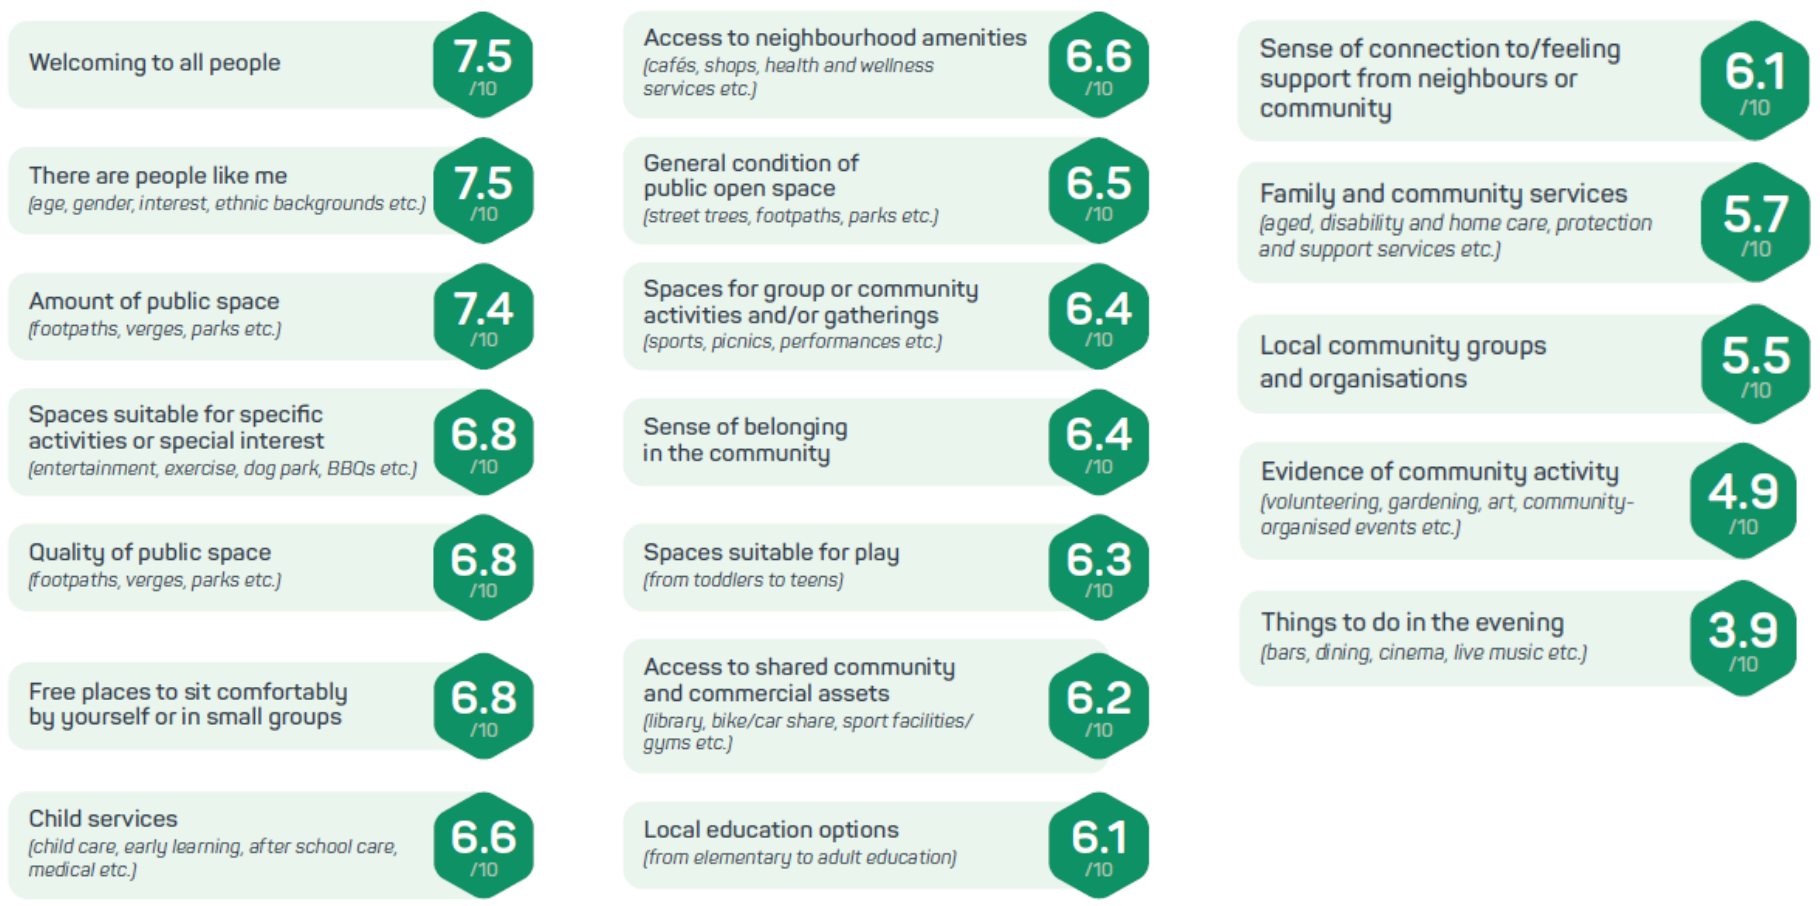 Welcoming to all people
7.5
/10
There are people like me
(age, gender, interest, ethnic backgrounds etc.)
7.5
/10
Amount of public space
(footpaths, verges, parks etc.)
7.4
/10
Spaces suitable for specific
activities or special interest
(entertainment, exercise, dog park, BBQs etc.)
6.8
/10
Quality of public space
(footpaths, verges, parks etc.)
6.8
/10
Free places to sit comfortably
by yourself or in small groups
6.8
/10
Child services
(child care, early learning, after school care,
medical etc.)
6.6
/10
Access to neighbourhood amenities
(cafés, shops, health and wellness
services etc.)
6.6
/10
General condition of
public open space
(street trees, footpaths, parks etc.)
6.5
/10
Spaces for group or community
activities and/or gatherings
(sports, picnics, performances etc.)
6.4
/10
Sense of belonging
in the community
6.4
/10
Spaces suitable for play
(from toddlers to teens)
6.3
/10
Access to shared community
and commercial assets
(library, bike/car share, sport facilities/
gyms etc.)
6.2
/10
Local education options
(from elementary to adult education)
6.1
/10
Sense of connection to/feeling
support from neighbours or
community
6.1
/10
Family and community services
(aged, disability and home care, protection
and support services etc.)
5.7
/10
Local community groups
and organisations
5.5
/10
Evidence of community activity
(volunteering, gardening, art, community-
organised events etc.)
4.9
/10
Things to do in the evening
(bars, dining, cinema, live music etc.)
3.9
/10